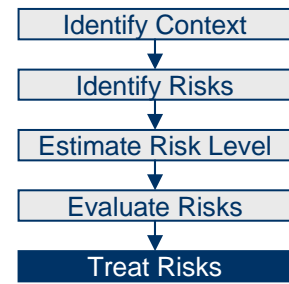 Identify Context
Identify Risks
Estimate Risk Level
Evaluate Risks
Treat Risks